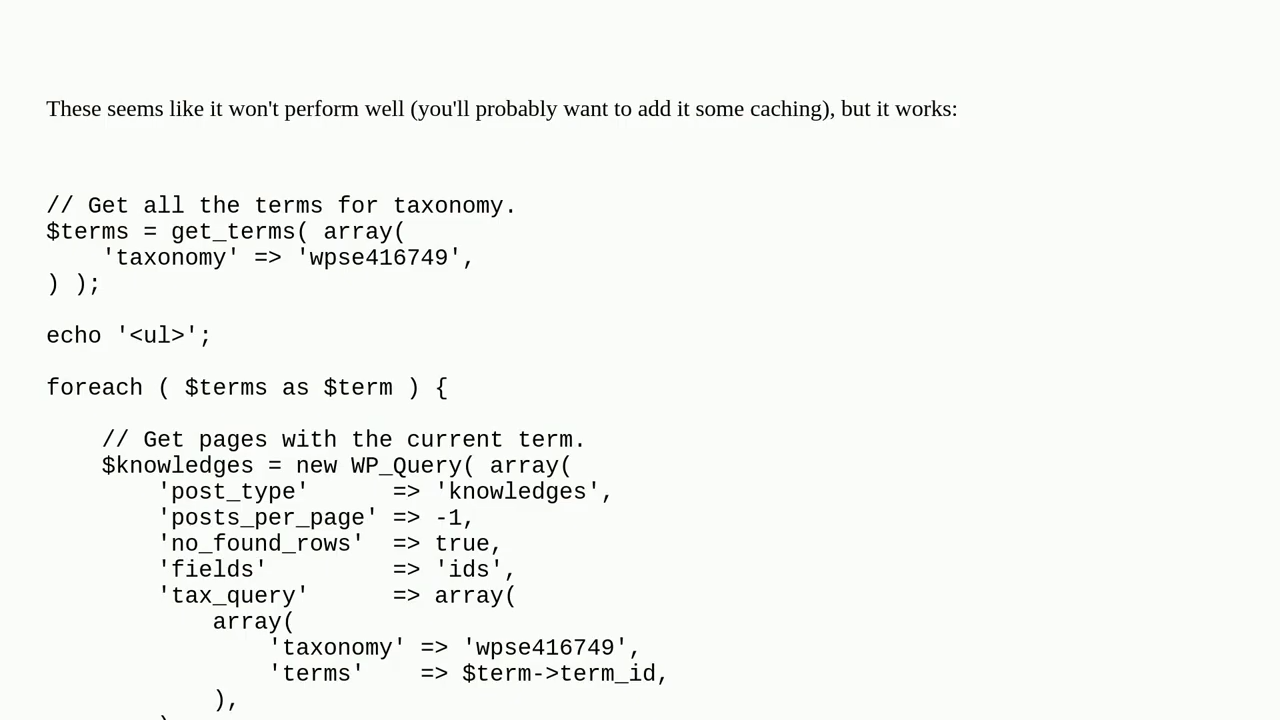 These seems like it won't perform well (you'll probably want to add it some caching), but it works:
// Get all the terms for taxonomy.
$terms = get_terms( array(
    'taxonomy' => 'wpse416749',
) );
echo '<ul>';
foreach ( $terms as $term ) {
    // Get pages with the current term.
    $knowledges = new WP_Query( array(
        'post_type'      => 'knowledges',
        'posts_per_page' => -1,
        'no_found_rows'  => true,
        'fields'         => 'ids',
        'tax_query'      => array(
            array(
                'taxonomy' => 'wpse416749',
                'terms'    => $term->term_id,
            ),